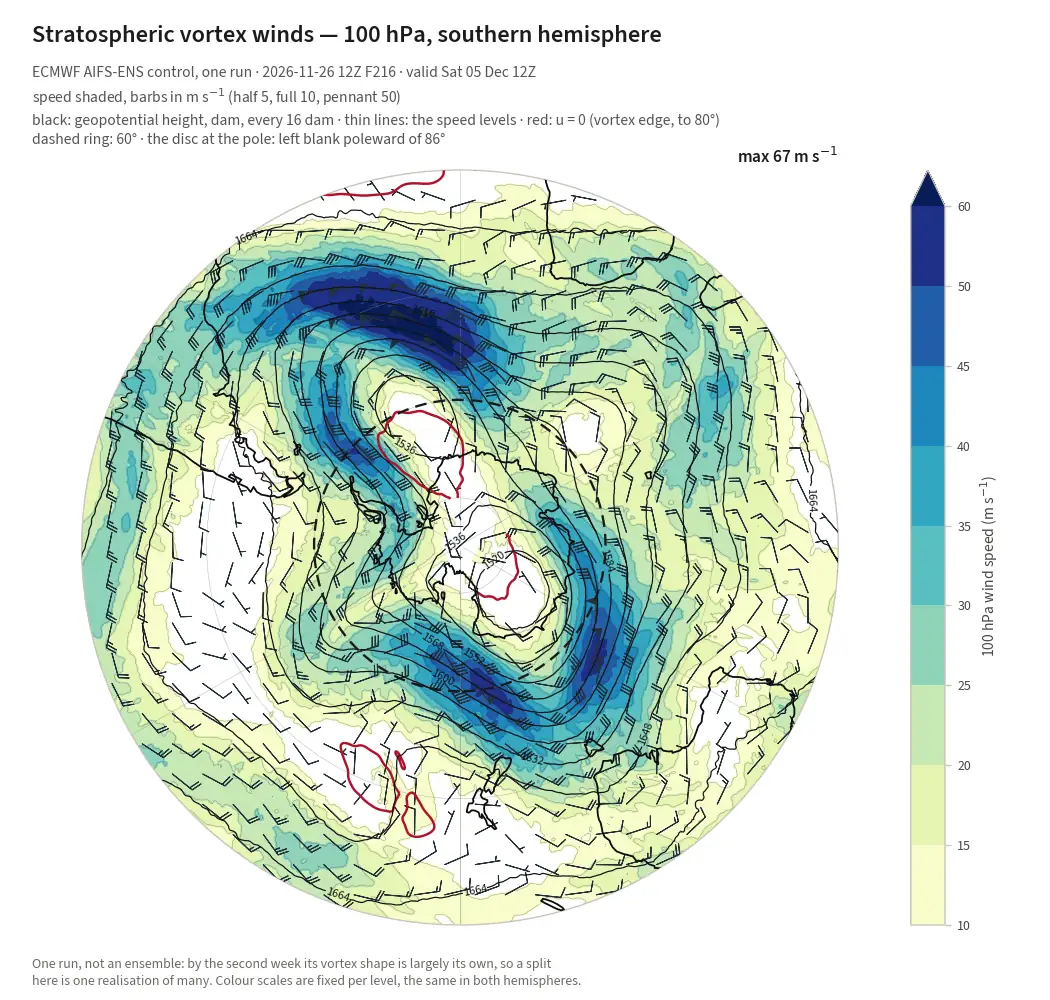 Stratospheric vortex winds — 100 hPa, southern hemisphere
ECMWF AIFS-ENS control, one run · 2026-11-26 12Z F216 · valid Sat 05 Dec 12Z
speed shaded, barbs in m s⁻¹ (half 5, full 10, pennant 50)
black: geopotential height, dam, every 16 dam · thin lines: the speed levels · red: u = 0 (vortex edge, to 80°)
dashed ring: 60° · the disc at the pole: left blank poleward of 86°
max 67 m s⁻¹
1664
1536
1664
1536
1520
1568
1552
1600
1648
1632
1664
1664
60
50
45
40
35
30
25
20
15
10
100 hPa wind speed (m s⁻¹)
One run, not an ensemble: by the second week its vortex shape is largely its own, so a split
here is one realisation of many. Colour scales are fixed per level, the same in both hemispheres.